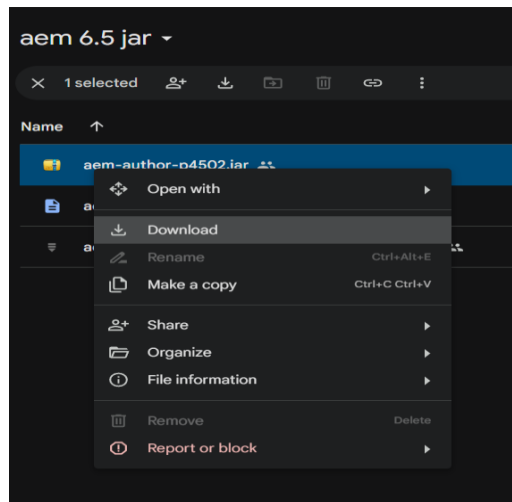 aem 6.5 jar
1 selected
Name
aem-author-p4502.jar
Open with
Download
Rename Ctrl+Alt+E
Make a copy Ctrl+C Ctrl+V
Share
Organize
File information
Remove Delete
Report or block